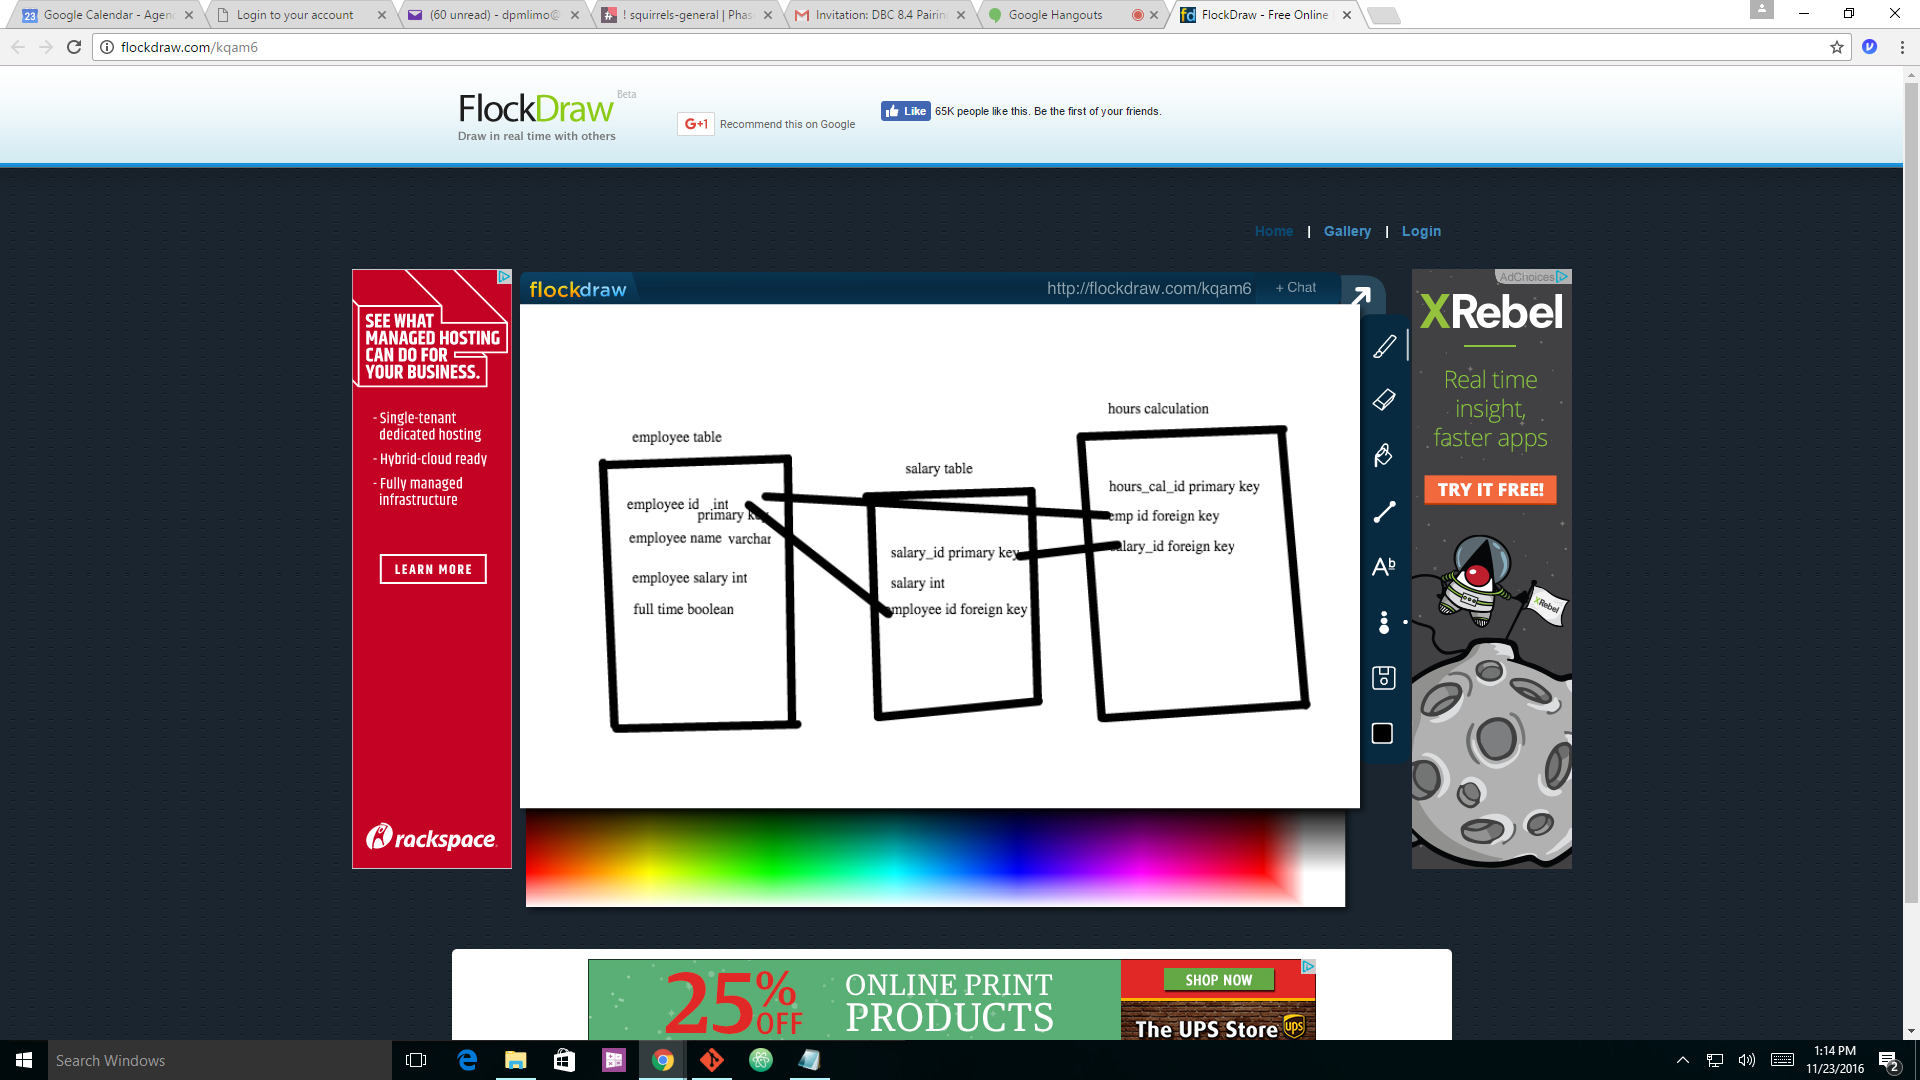 23 Google Calendar - Agen
Login to your account
(60 unread) - dpmlimo@
! squirrels-general | Phas
Invitation: DBC 8.4 Pairin
Google Hangouts
fd FlockDraw - Free Online
flockdraw.com/kqam6
FlockDraw Beta
Draw in real time with others
G+1 Recommend this on Google
Like 65K people like this. Be the first of your friends.
Home | Gallery | Login
SEE WHAT
MANAGED HOSTING
CAN DO FOR
YOUR BUSINESS.
- Single-tenant
dedicated hosting
- Hybrid-cloud ready
- Fully managed
infrastructure
LEARN MORE
rackspace
flockdraw
http://flockdraw.com/kqam6
+ Chat
employee table
employee id int
primary key
employee name varchar
employee salary int
full time boolean
salary table
salary_id primary key
salary int
employee id foreign key
hours calculation
hours_cal_id primary key
emp id foreign key
salary_id foreign key
Ab
AdChoices
XRebel
Real time
insight,
faster apps
TRY IT FREE!
XRebel
25% OFF
ONLINE PRINT
PRODUCTS
SHOP NOW
The UPS Store
ups
Search Windows
1:14 PM
11/23/2016
2